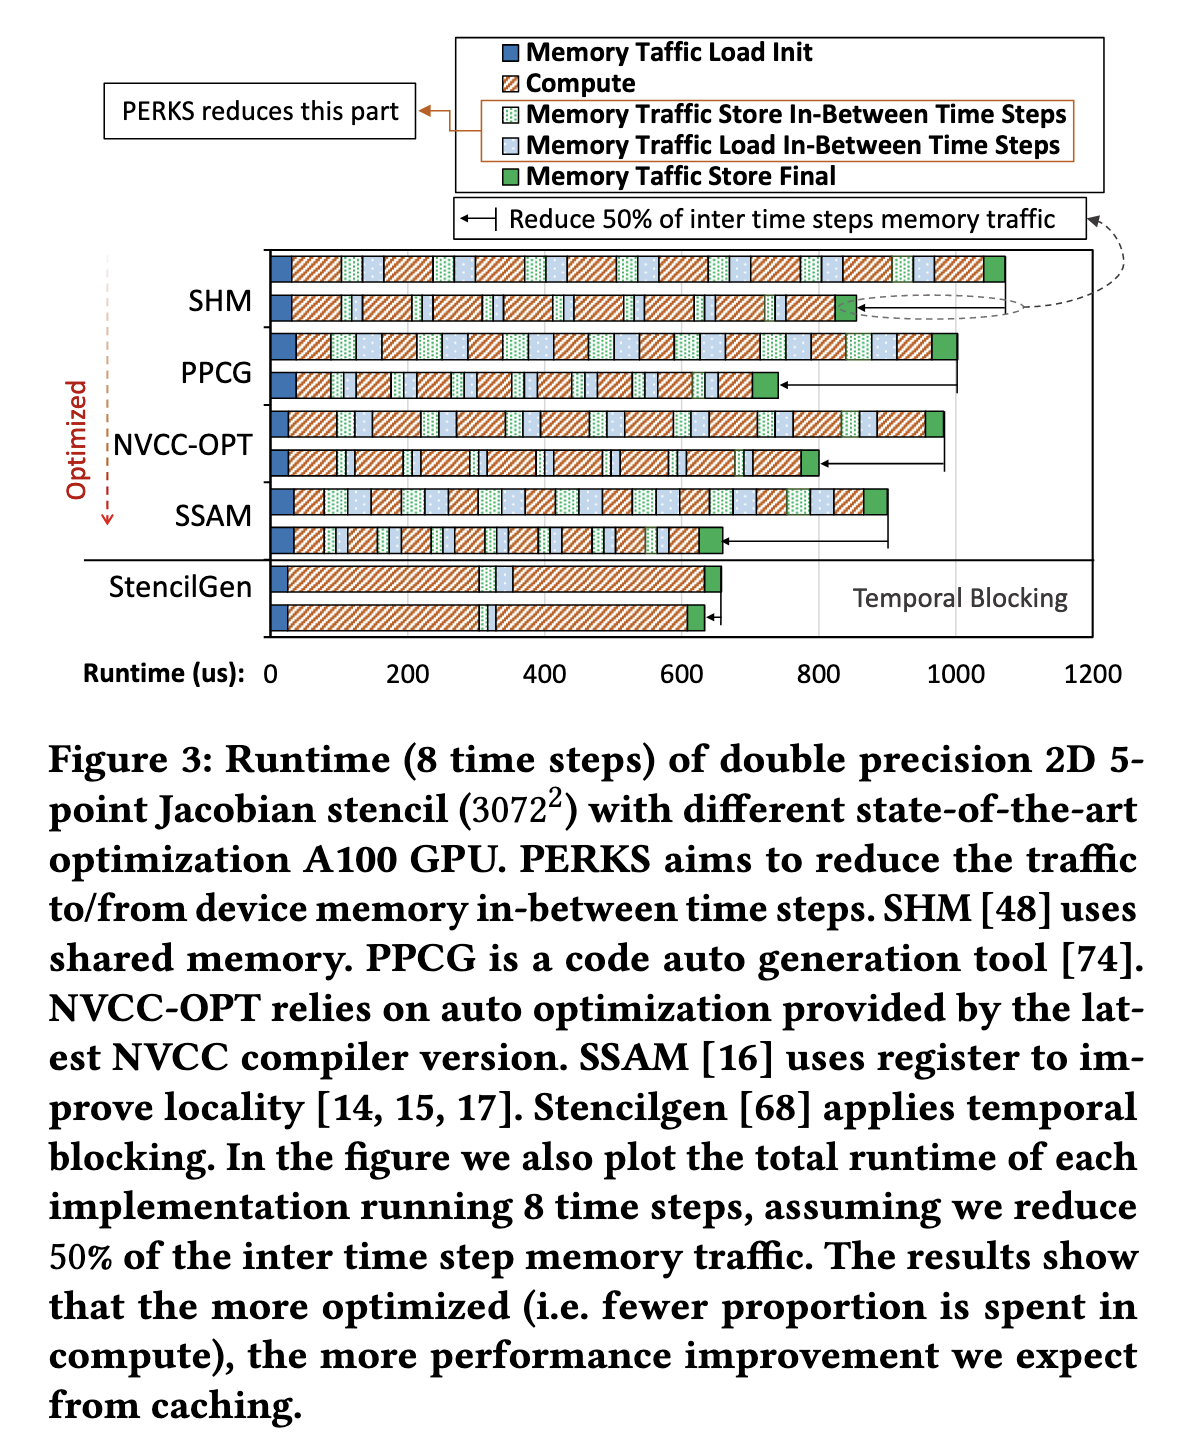 Memory Taffic Load Init
Compute
PERKS reduces this part
Memory Traffic Store In-Between Time Steps
Memory Traffic Load In-Between Time Steps
Memory Taffic Store Final
Reduce 50% of inter time steps memory traffic
SHM
PPCG
Optimized
NVCC-OPT
SSAM
StencilGen
Temporal Blocking
Runtime (us): 0 200 400 600 800 1000 1200
Figure 3: Runtime (8 time steps) of double precision 2D 5-
point Jacobian stencil (3072²) with different state-of-the-art
optimization A100 GPU. PERKS aims to reduce the traffic
to/from device memory in-between time steps. SHM [48] uses
shared memory. PPCG is a code auto generation tool [74].
NVCC-OPT relies on auto optimization provided by the lat-
est NVCC compiler version. SSAM [16] uses register to im-
prove locality [14, 15, 17]. Stencilgen [68] applies temporal
blocking. In the figure we also plot the total runtime of each
implementation running 8 time steps, assuming we reduce
50% of the inter time step memory traffic. The results show
that the more optimized (i.e. fewer proportion is spent in
compute), the more performance improvement we expect
from caching.